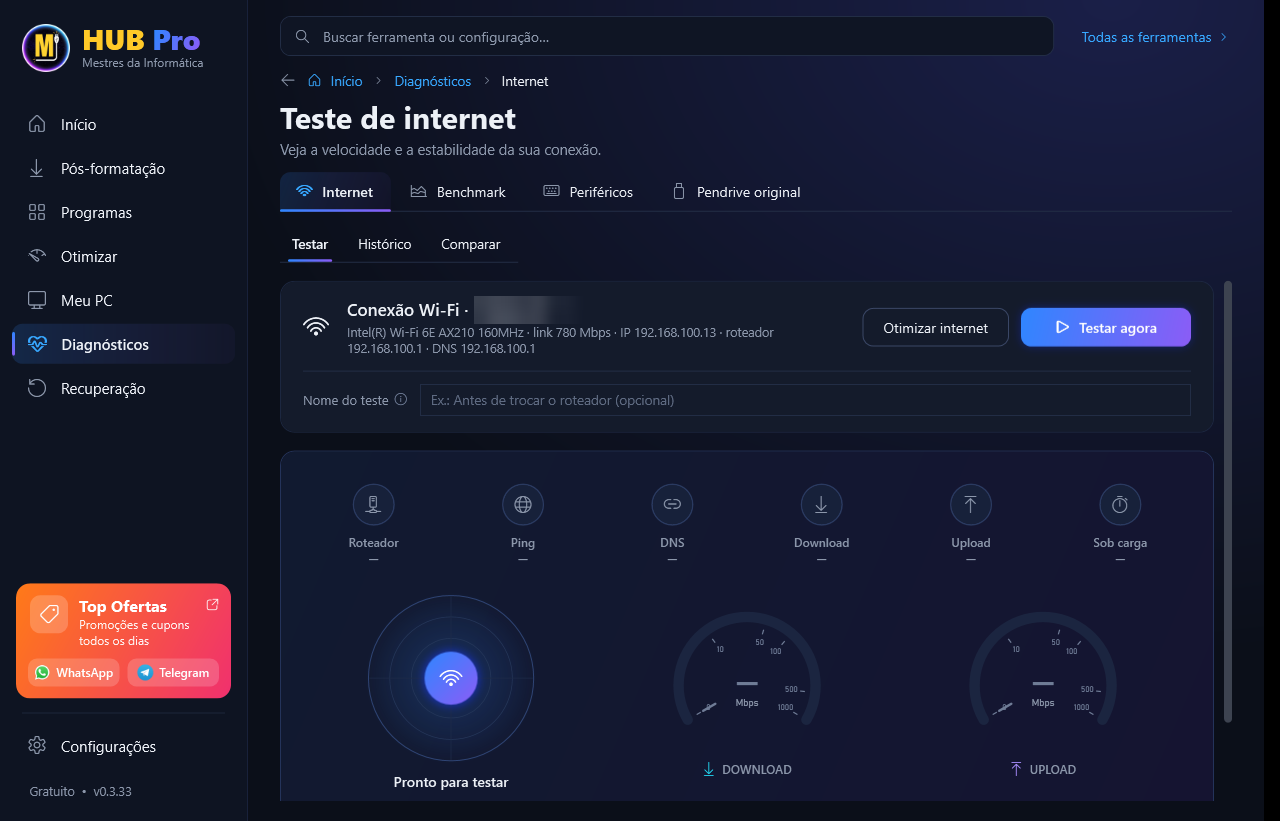 HUB Pro
Mestres da Informática
Buscar ferramenta ou configuração...
Todas as ferramentas
Início
Diagnósticos
Internet
Teste de internet
Veja a velocidade e a estabilidade da sua conexão.
Internet
Benchmark
Periféricos
Pendrive original
Testar
Histórico
Comparar
Início
Pós-formatação
Programas
Otimizar
Meu PC
Diagnósticos
Recuperação
Conexão Wi-Fi ·
Intel(R) Wi-Fi 6E AX210 160MHz · link 780 Mbps · IP 192.168.100.13 · roteador
192.168.100.1 · DNS 192.168.100.1
Otimizar internet
Testar agora
Nome do teste
Ex.: Antes de trocar o roteador (opcional)
Roteador
—
Ping
—
DNS
—
Download
—
Upload
—
Sob carga
—
Pronto para testar
0
10
50
100
500
1000
—
Mbps
DOWNLOAD
0
10
50
100
500
1000
—
Mbps
UPLOAD
Top Ofertas
Promoções e cupons
todos os dias
WhatsApp
Telegram
Configurações
Gratuito • v0.3.33